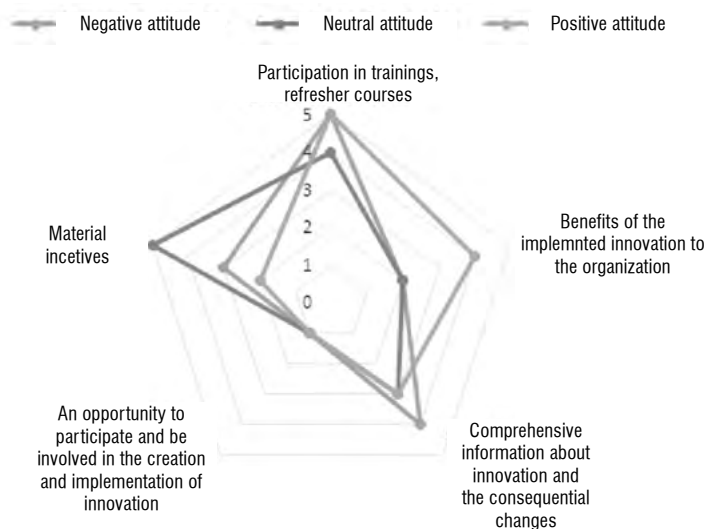 Negative attitude
Neutral attitude
Positive attitude
Participation in trainings,
refresher courses
5
4
3
2
1
0
Benefits of the
implemnted innovation to
the organization
Material
incetives
An opportunity to
participate and be
involved in the creation
and implementation of
innovation
Comprehensive
information about
innovation and
the consequential
changes